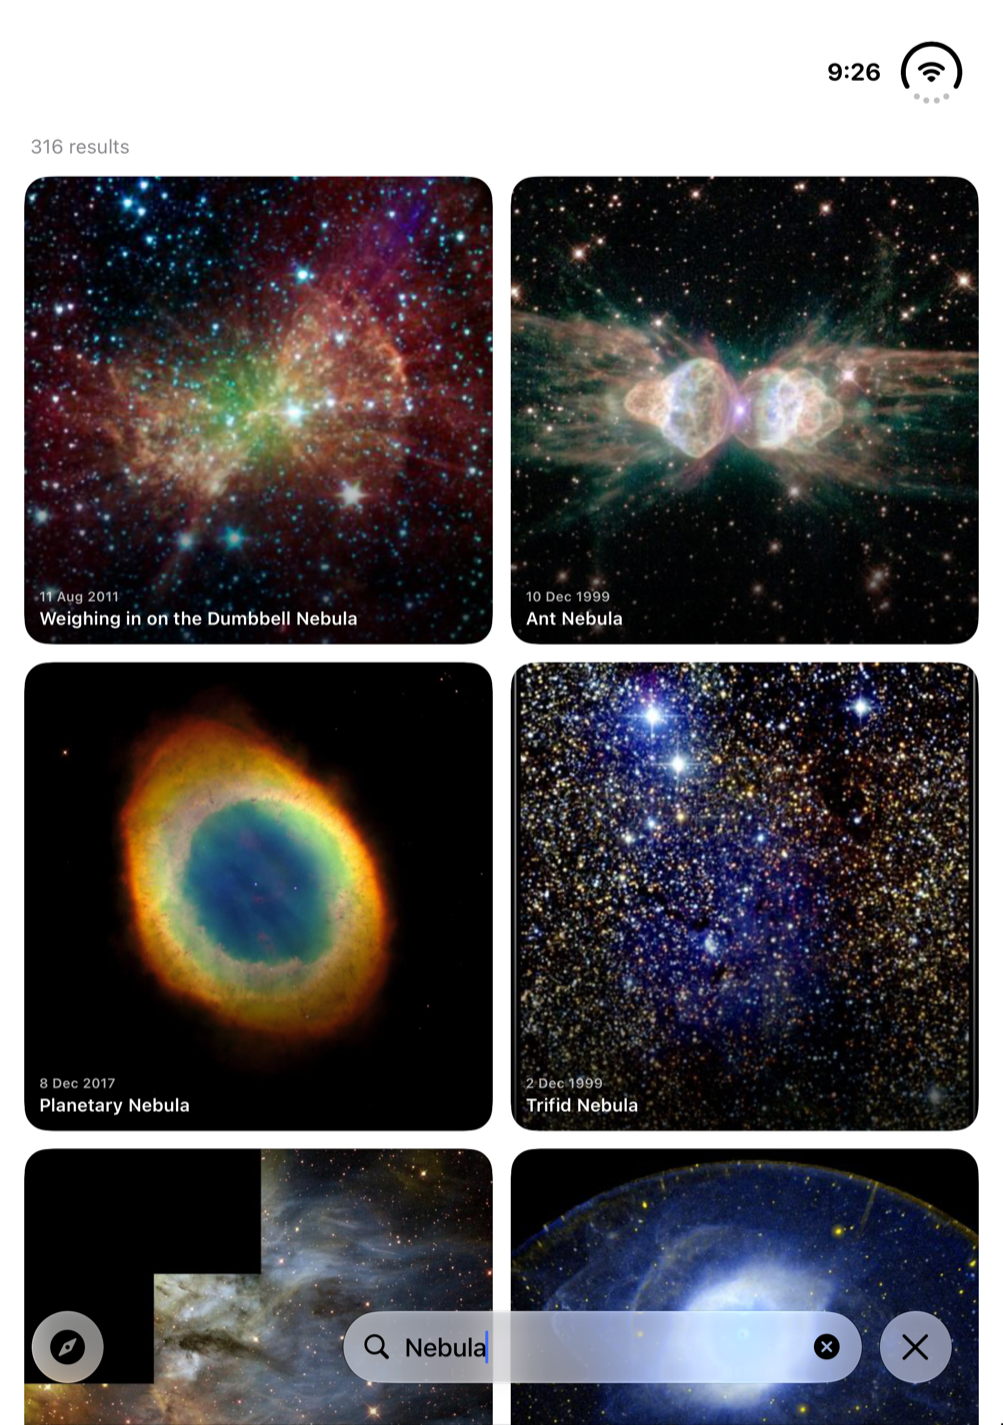 9:26
316 results
11 Aug 2011
Weighing in on the Dumbbell Nebula
10 Dec 1999
Ant Nebula
8 Dec 2017
Planetary Nebula
2 Dec 1999
Trifid Nebula
Nebula